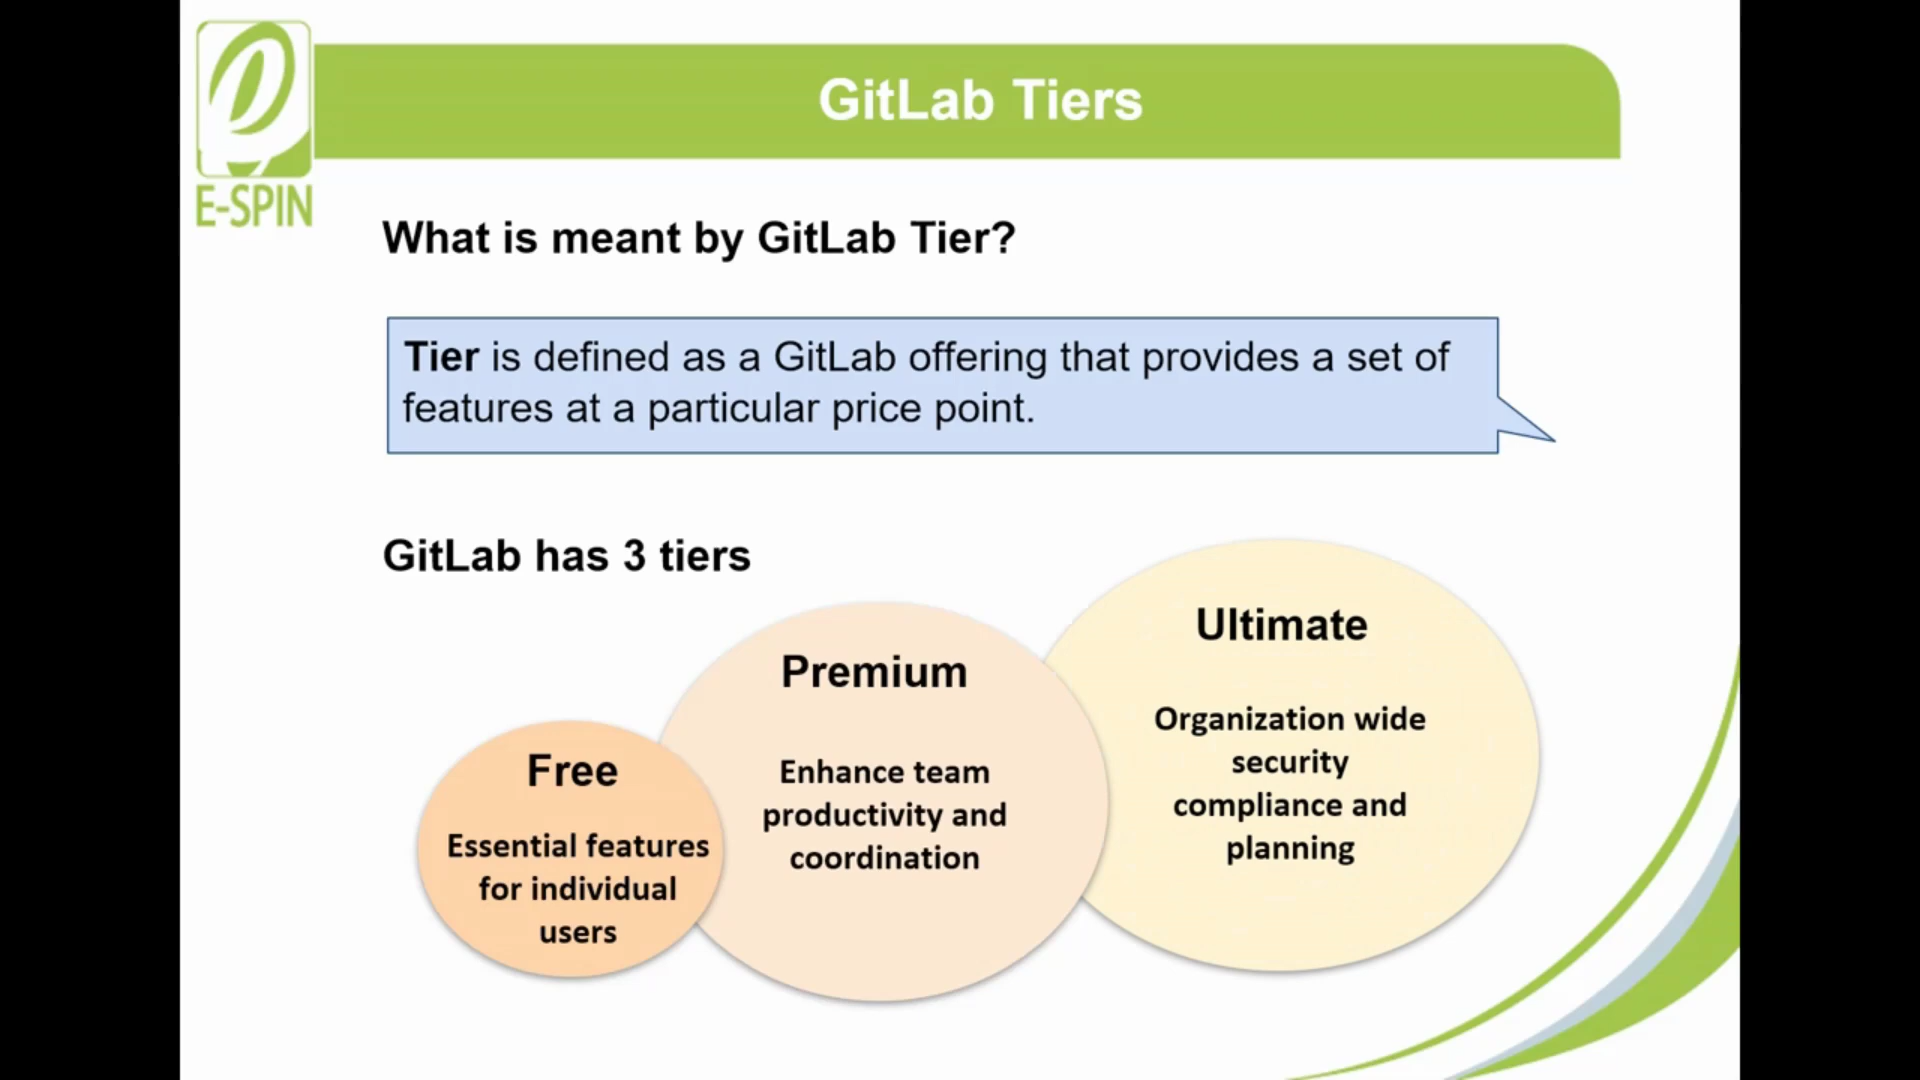 GitLab Tiers
E-SPIN
What is meant by GitLab Tier?
Tier is defined as a GitLab offering that provides a set of
features at a particular price point.
GitLab has 3 tiers
Free
Essential features
for individual
users
Premium
Enhance team
productivity and
coordination
Ultimate
Organization wide
security
compliance and
planning